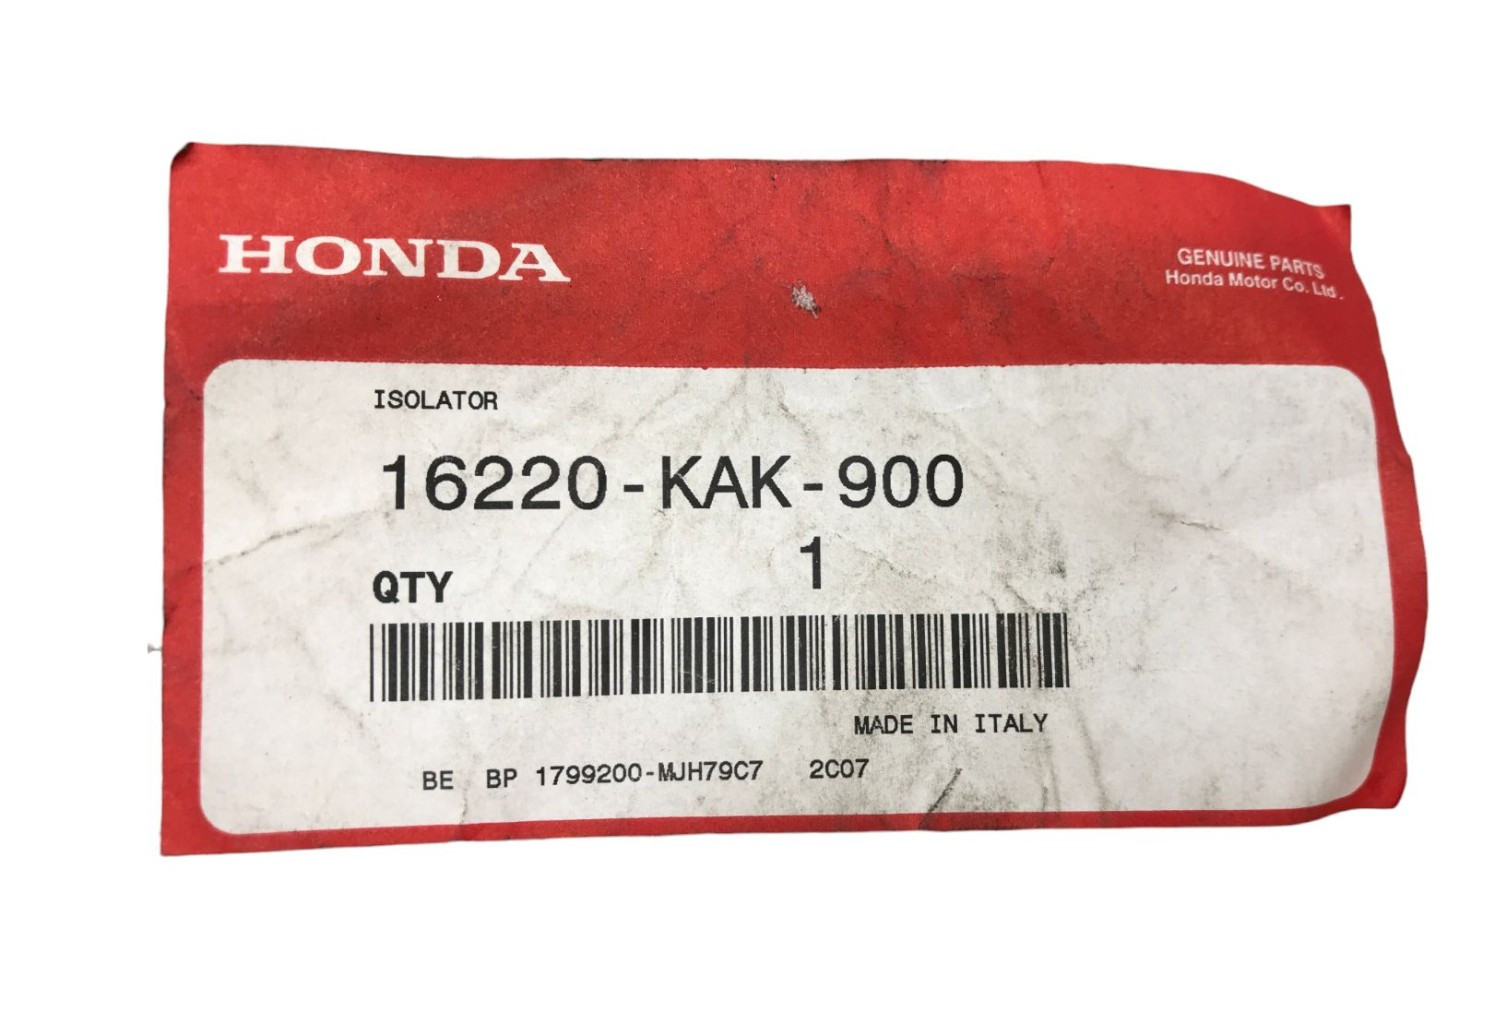 HONDA
GENUINE PARTS
Honda Motor Co. Ltd.
ISOLATOR
16220-KAK-900
QTY 1
MADE IN ITALY
BE BP 1799200-MJH79C7 2C07